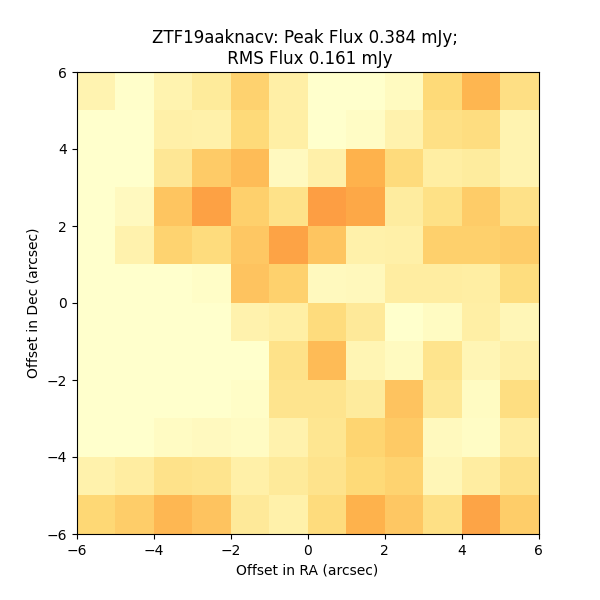 ZTF19aaknacv: Peak Flux 0.384 mJy;
RMS Flux 0.161 mJy
6
4
2
0
−2
−4
−6
Offset in Dec (arcsec)
−6 −4 −2 0 2 4 6
Offset in RA (arcsec)